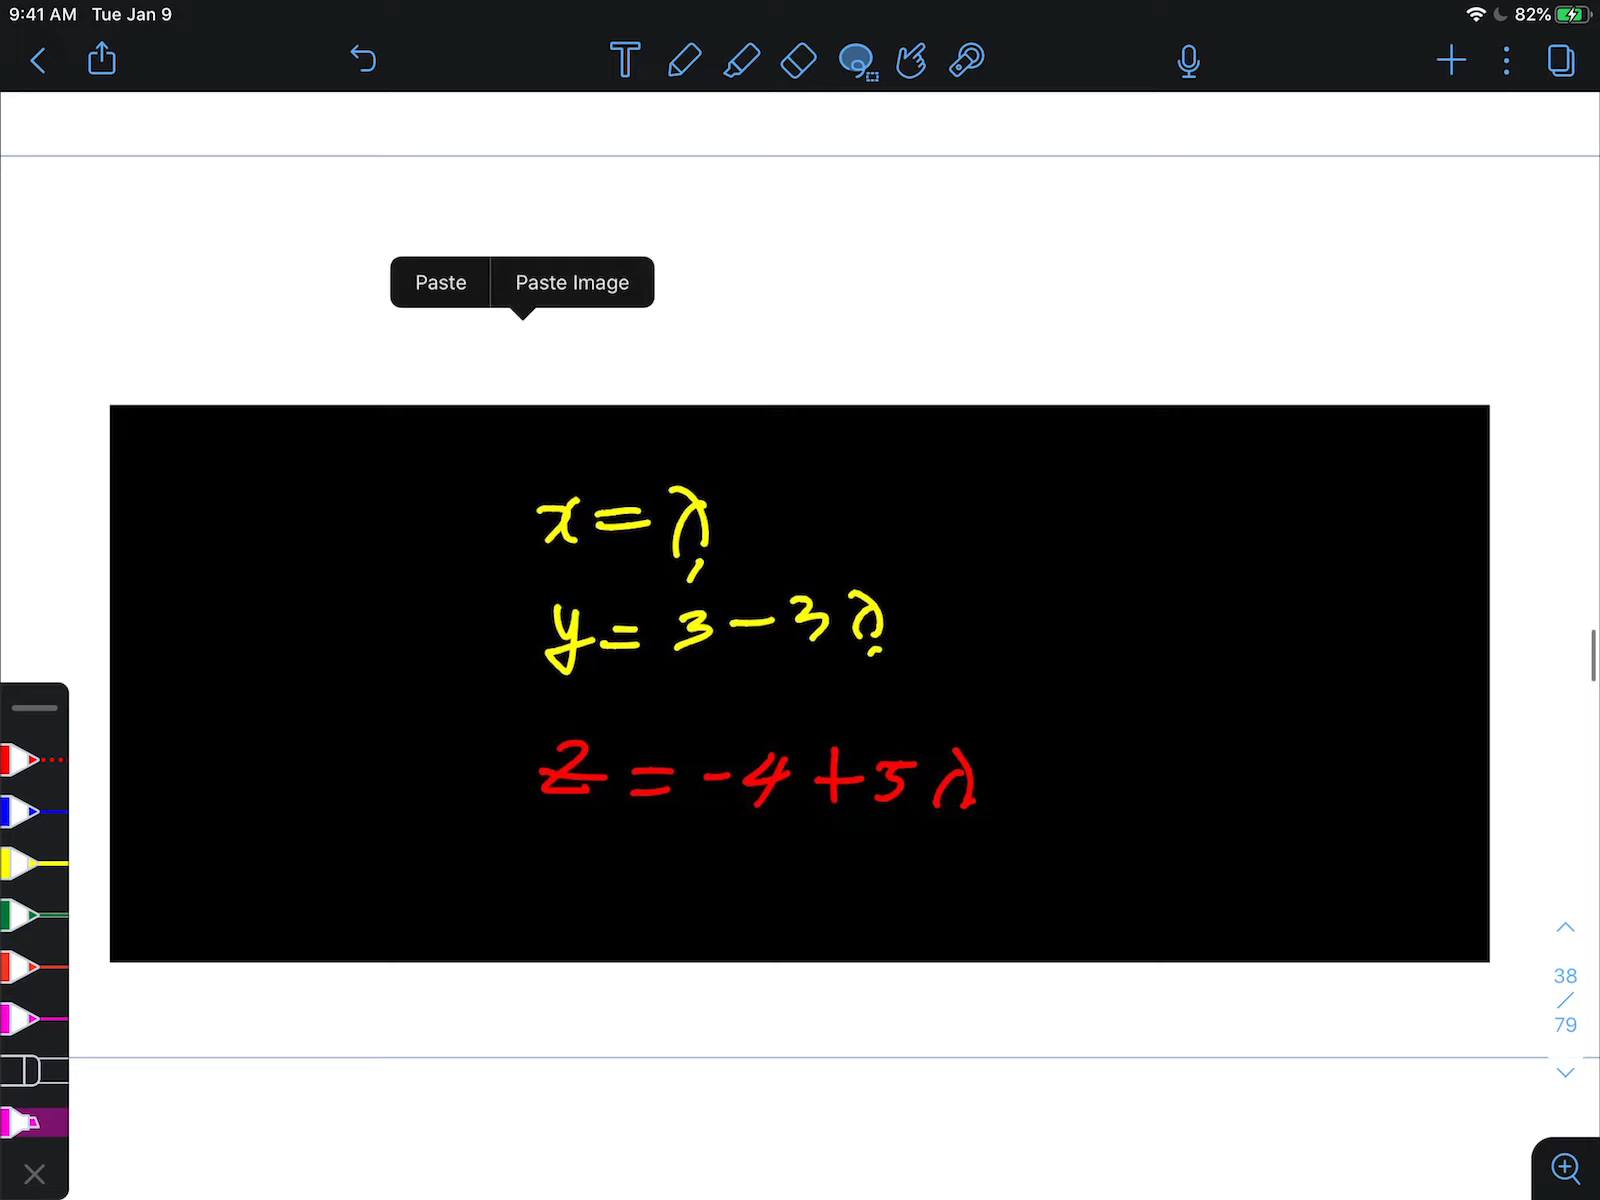 9:41 AM Tue Jan 9 82%
Paste Paste Image
x = λ
y = 3 - 3λ
z = -4 + 5λ
38
/
79